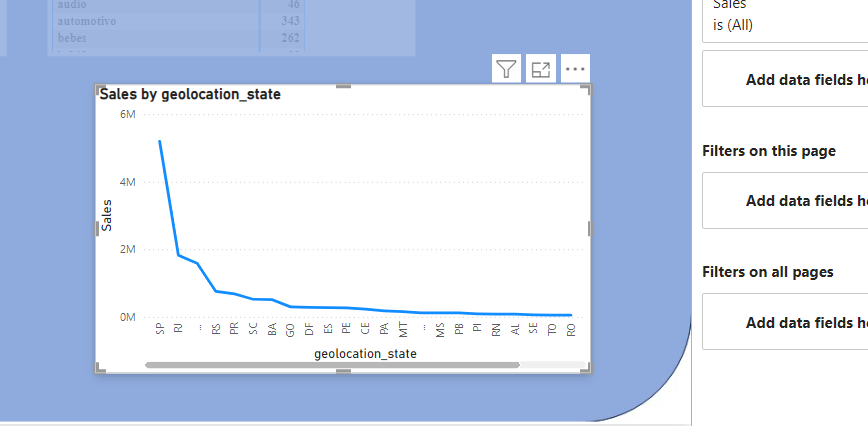 audio 46
automotivo 343
bebes 262
Sales
is (All)
Add data fields he
Filters on this page
Add data fields he
Filters on all pages
Add data fields he
Sales by geolocation_state
6M
4M
2M
0M
Sales
SP RJ ... RS PR SC BA GO DF ES PE CE PA MT ... MS PB PI RN AL SE TO RO
geolocation_state